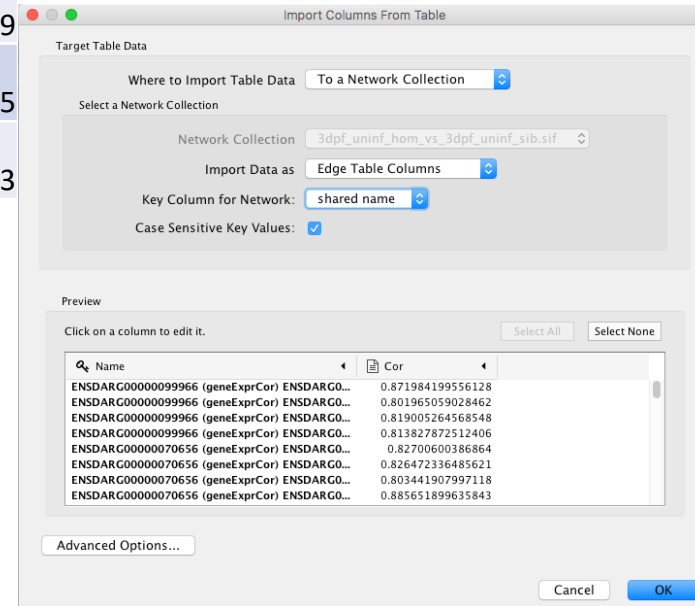 9
5
3
Import Columns From Table
Target Table Data
Where to Import Table Data To a Network Collection
Select a Network Collection
Network Collection 3dpf_uninf_hom_vs_3dpf_uninf_sib.sif
Import Data as Edge Table Columns
Key Column for Network: shared name
Case Sensitive Key Values:
Preview
Click on a column to edit it. Select All Select None
Name Cor
ENSDARG00000099966 (geneExprCor) ENSDARG0... 0.871984199556128
ENSDARG00000099966 (geneExprCor) ENSDARG0... 0.801965059028462
ENSDARG00000099966 (geneExprCor) ENSDARG0... 0.819005264568548
ENSDARG00000099966 (geneExprCor) ENSDARG0... 0.813827872512406
ENSDARG00000070656 (geneExprCor) ENSDARG0... 0.82700600386864
ENSDARG00000070656 (geneExprCor) ENSDARG0... 0.826472336485621
ENSDARG00000070656 (geneExprCor) ENSDARG0... 0.803441907997118
ENSDARG00000070656 (geneExprCor) ENSDARG0... 0.885651899635843
Advanced Options...
Cancel OK